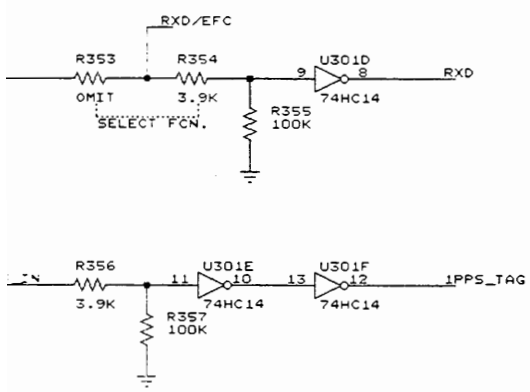 RXD/EFC
R353 R354 U301D
9 8 RXD
OMIT 3.9K 74HC14
SELECT FCN.
R355
100K
R356 U301E U301F
_IN 11 10 13 12 1PPS_TAG
3.9K 74HC14 74HC14
R357
100K